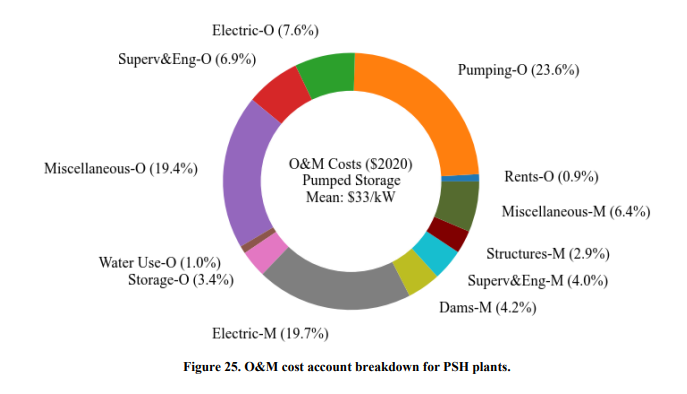 Electric-O (7.6%)
Superv&Eng-O (6.9%)
Pumping-O (23.6%)
Miscellaneous-O (19.4%)
O&M Costs ($2020)
Pumped Storage
Mean: $33/kW
Rents-O (0.9%)
Miscellaneous-M (6.4%)
Structures-M (2.9%)
Water Use-O (1.0%)
Storage-O (3.4%)
Superv&Eng-M (4.0%)
Dams-M (4.2%)
Electric-M (19.7%)
Figure 25. O&M cost account breakdown for PSH plants.